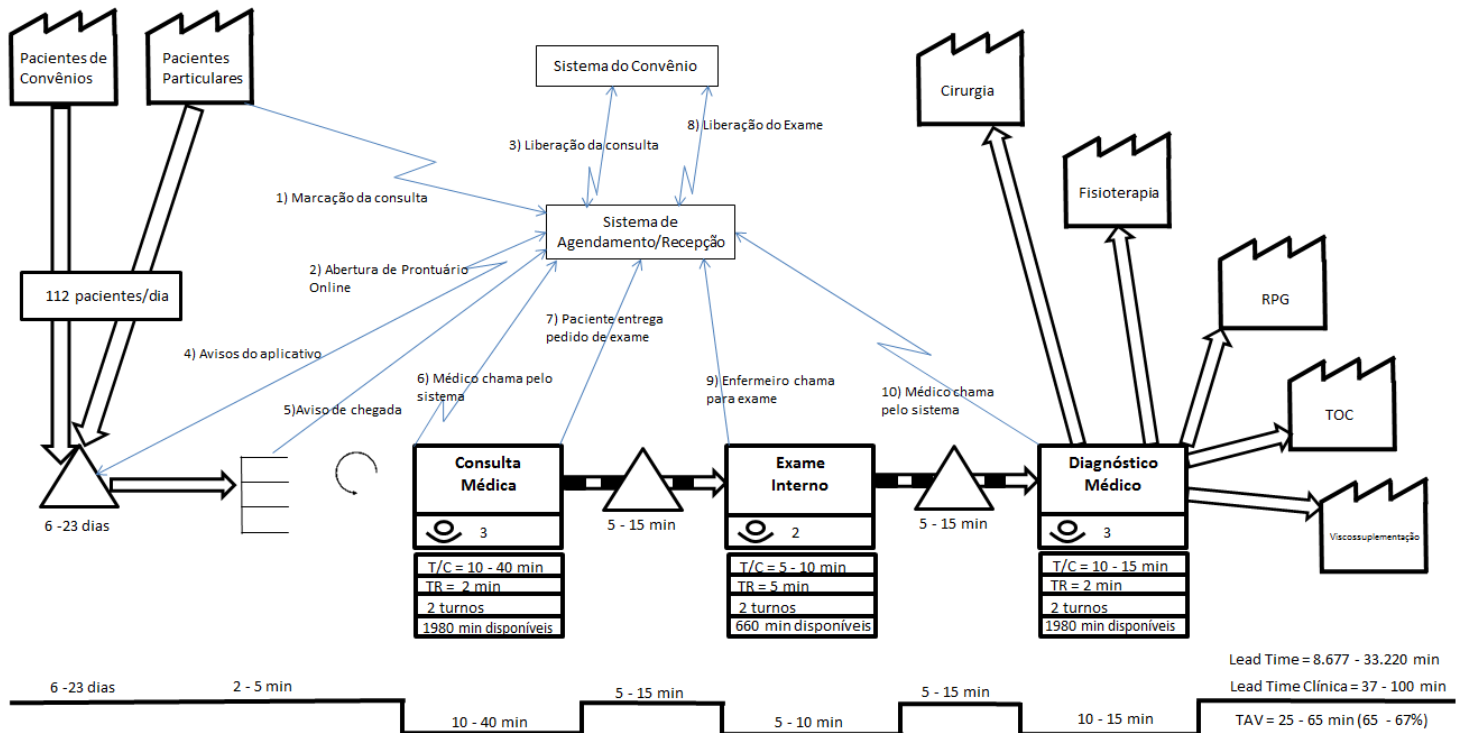 Pacientes de
Convênios
Pacientes
Particulares
Sistema do Convênio
Cirurgia
8) Liberação do Exame
3) Liberação da consulta
1) Marcação da consulta
Fisioterapia
Sistema de
Agendamento/Recepção
2) Abertura de Prontuário
Online
112 pacientes/dia
RPG
7) Paciente entrega
pedido de exame
4) Avisos do aplicativo
6) Médico chama pelo
sistema
9) Enfermeiro chama
para exame
10) Médico chama
pelo sistema
5)Aviso de chegada
TOC
Consulta
Médica
Exame
Interno
Diagnóstico
Médico
6 -23 dias
5 - 15 min
5 - 15 min
3
2
3
Viscossuplementação
T/C = 10 - 40 min
TR = 2 min
2 turnos
1980 min disponíveis
T/C = 5 - 10 min
TR = 5 min
2 turnos
660 min disponíveis
T/C = 10 - 15 min
TR = 2 min
2 turnos
1980 min disponíveis
Lead Time = 8.677 - 33.220 min
Lead Time Clínica = 37 - 100 min
TAV = 25 - 65 min (65 - 67%)
6 -23 dias
2 - 5 min
10 - 40 min
5 - 15 min
5 - 10 min
5 - 15 min
10 - 15 min